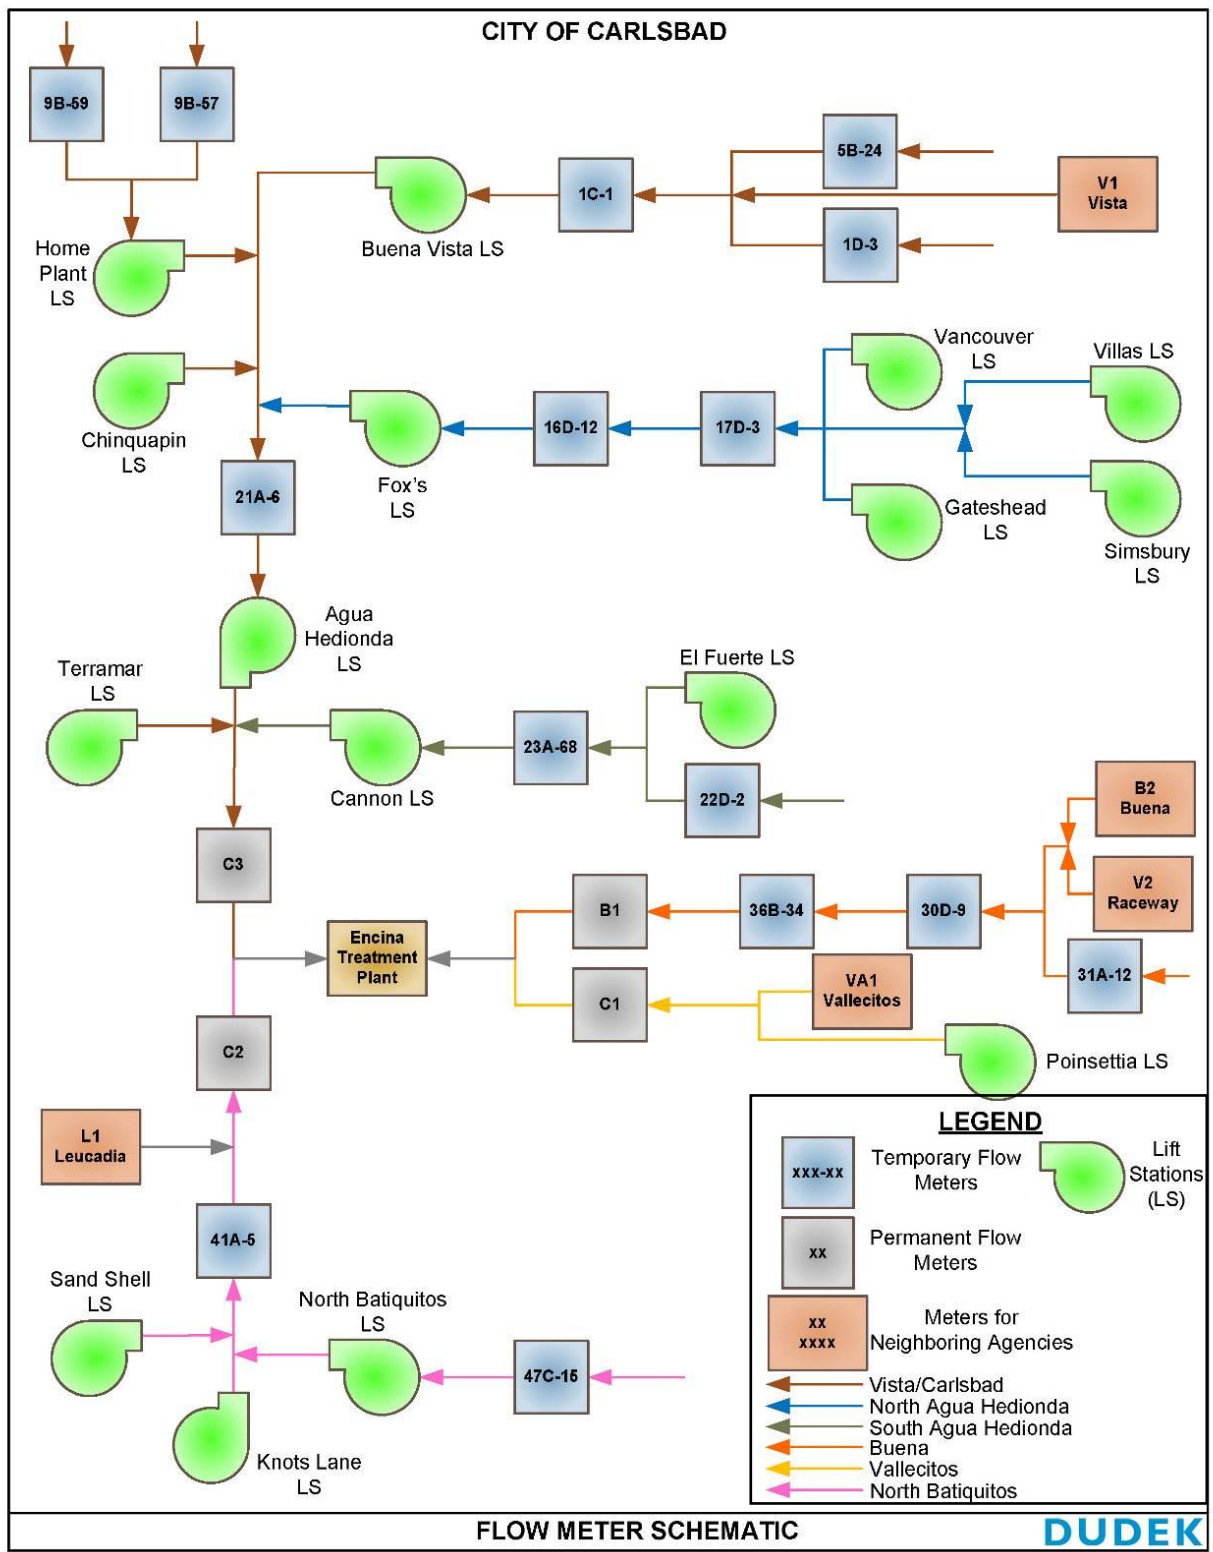 CITY OF CARLSBAD
9B-59
9B-57
5B-24
V1
Vista
1C-1
1D-3
Buena Vista LS
Home
Plant
LS
Vancouver
LS
Villas LS
Chinquapin
LS
16D-12
17D-3
Fox's
LS
21A-6
Gateshead
LS
Simsbury
LS
Agua
Hedionda
LS
Terramar
LS
El Fuerte LS
23A-68
Cannon LS
22D-2
B2
Buena
C3
V2
Raceway
B1
36B-34
30D-9
Encina
Treatment
Plant
31A-12
VA1
Vallecitos
C1
C2
Poinsettia LS
L1
Leucadia
41A-5
Sand Shell
LS
North Batiquitos
LS
47C-15
Knots Lane
LS
LEGEND
xxx-xx
Temporary Flow
Meters
Lift
Stations
(LS)
xx
Permanent Flow
Meters
xx
xxxx
Meters for
Neighboring Agencies
Vista/Carlsbad
North Agua Hedionda
South Agua Hedionda
Buena
Vallecitos
North Batiquitos
FLOW METER SCHEMATIC
DUDEK